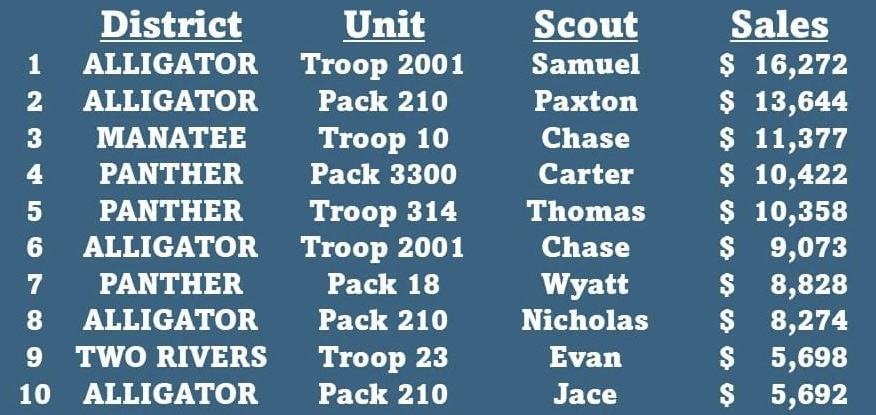 District Unit Scout Sales
1 ALLIGATOR Troop 2001 Samuel $ 16,272
2 ALLIGATOR Pack 210 Paxton $ 13,644
3 MANATEE Troop 10 Chase $ 11,377
4 PANTHER Pack 3300 Carter $ 10,422
5 PANTHER Troop 314 Thomas $ 10,358
6 ALLIGATOR Troop 2001 Chase $ 9,073
7 PANTHER Pack 18 Wyatt $ 8,828
8 ALLIGATOR Pack 210 Nicholas $ 8,274
9 TWO RIVERS Troop 23 Evan $ 5,698
10 ALLIGATOR Pack 210 Jace $ 5,692